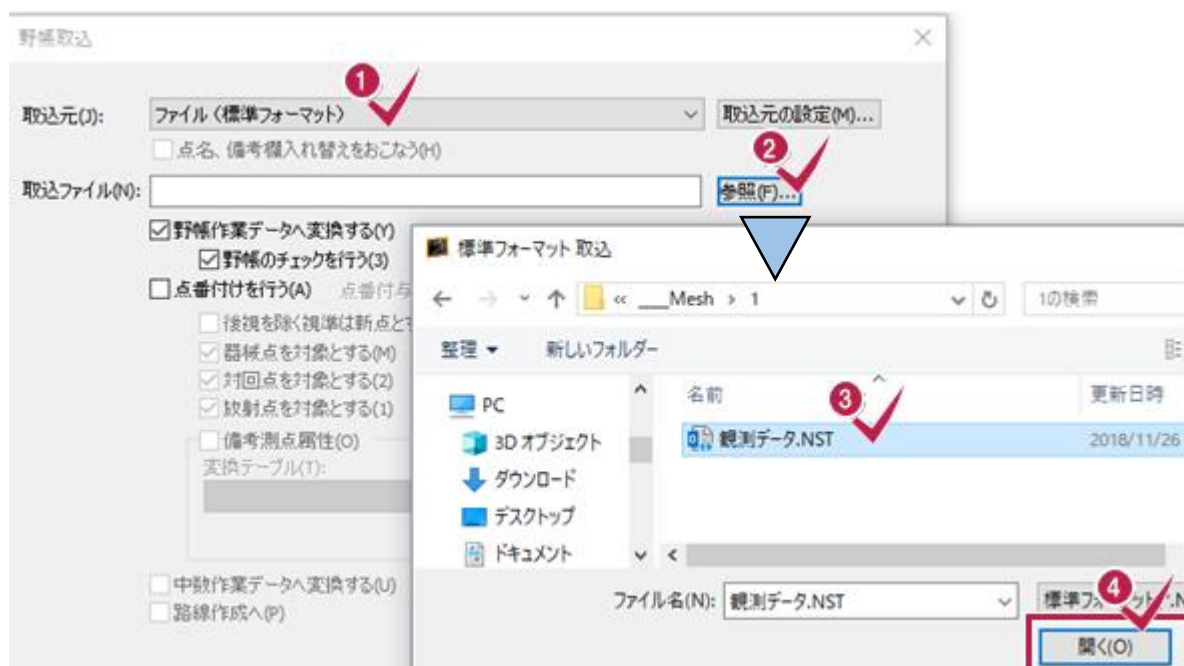 野帳取込
1
取込元(J):
ファイル（標準フォーマット）
取込元の設定(M)...
点名、備考欄入れ替えをおこなう(H)
2
取込ファイル(N):
参照(F)...
野帳作業データへ変換する(Y)
野帳のチェックを行う(3)
点番付けを行う(A) 点番付与
後視を除く視準は新点とす
器械点を対象とする(M)
対回点を対象とする(2)
放射点を対象とする(1)
備考測点属性(O)
変換テーブル(T):
中数作業データへ変換する(U)
路線作成へ(P)
標準フォーマット 取込
« ___Mesh › 1
1の検索
整理
新しいフォルダー
PC
3D オブジェクト
ダウンロード
デスクトップ
ドキュメント
名前
更新日時
3
観測データ.NST
2018/11/26
ファイル名(N):
観測データ.NST
4
開く(O)